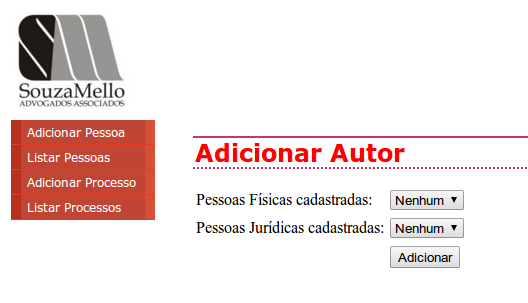 SouzaMello
ADVOGADOS ASSOCIADOS
Adicionar Pessoa
Listar Pessoas
Adicionar Processo
Listar Processos
Adicionar Autor
Pessoas Físicas cadastradas: Nenhum
Pessoas Jurídicas cadastradas: Nenhum
Adicionar